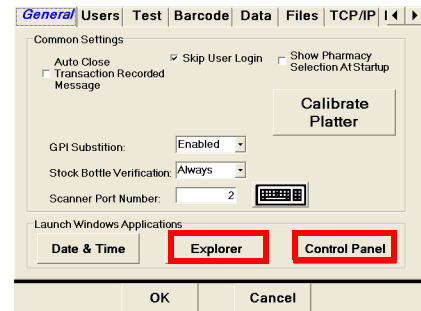 General Users Test Barcode Data Files TCP/IP
Common Settings
Auto Close
Transaction Recorded
Message
Skip User Login
Show Pharmacy
Selection At Startup
Calibrate
Platter
GPI Substition: Enabled
Stock Bottle Verification: Always
Scanner Port Number: 2
Launch Windows Applications
Date & Time Explorer Control Panel
OK Cancel